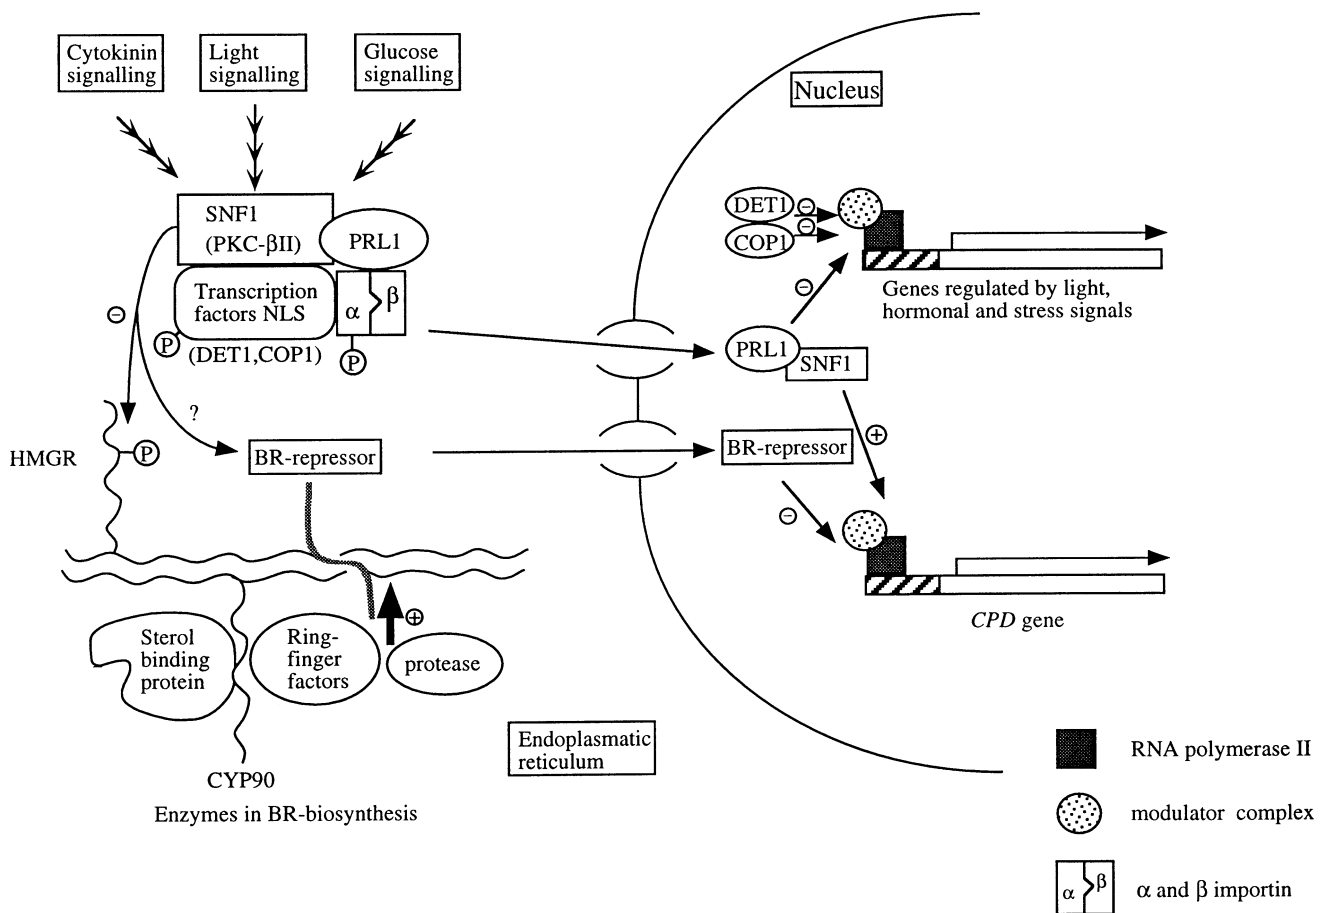 Cytokinin
signalling
Light
signalling
Glucose
signalling
Nucleus
SNF1
(PKC-βII)
PRL1
Transcription
factors NLS
α
β
P
(DET1,COP1)
P
−
?
HMGR
P
BR-repressor
DET1
−
COP1
−
Genes regulated by light,
hormonal and stress signals
−
PRL1
SNF1
+
BR-repressor
−
CPD gene
Sterol
binding
protein
Ring-
finger
factors
+
protease
CYP90
Enzymes in BR-biosynthesis
Endoplasmatic
reticulum
RNA polymerase II
modulator complex
α
β
α and β importin